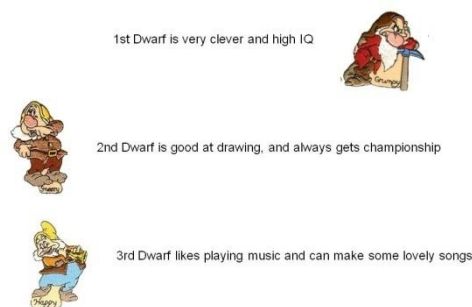 1st Dwarf is very clever and high IQ
Grumpy
2nd Dwarf is good at drawing, and always gets championship
Sneezy
3rd Dwarf likes playing music and can make some lovely songs
Happy